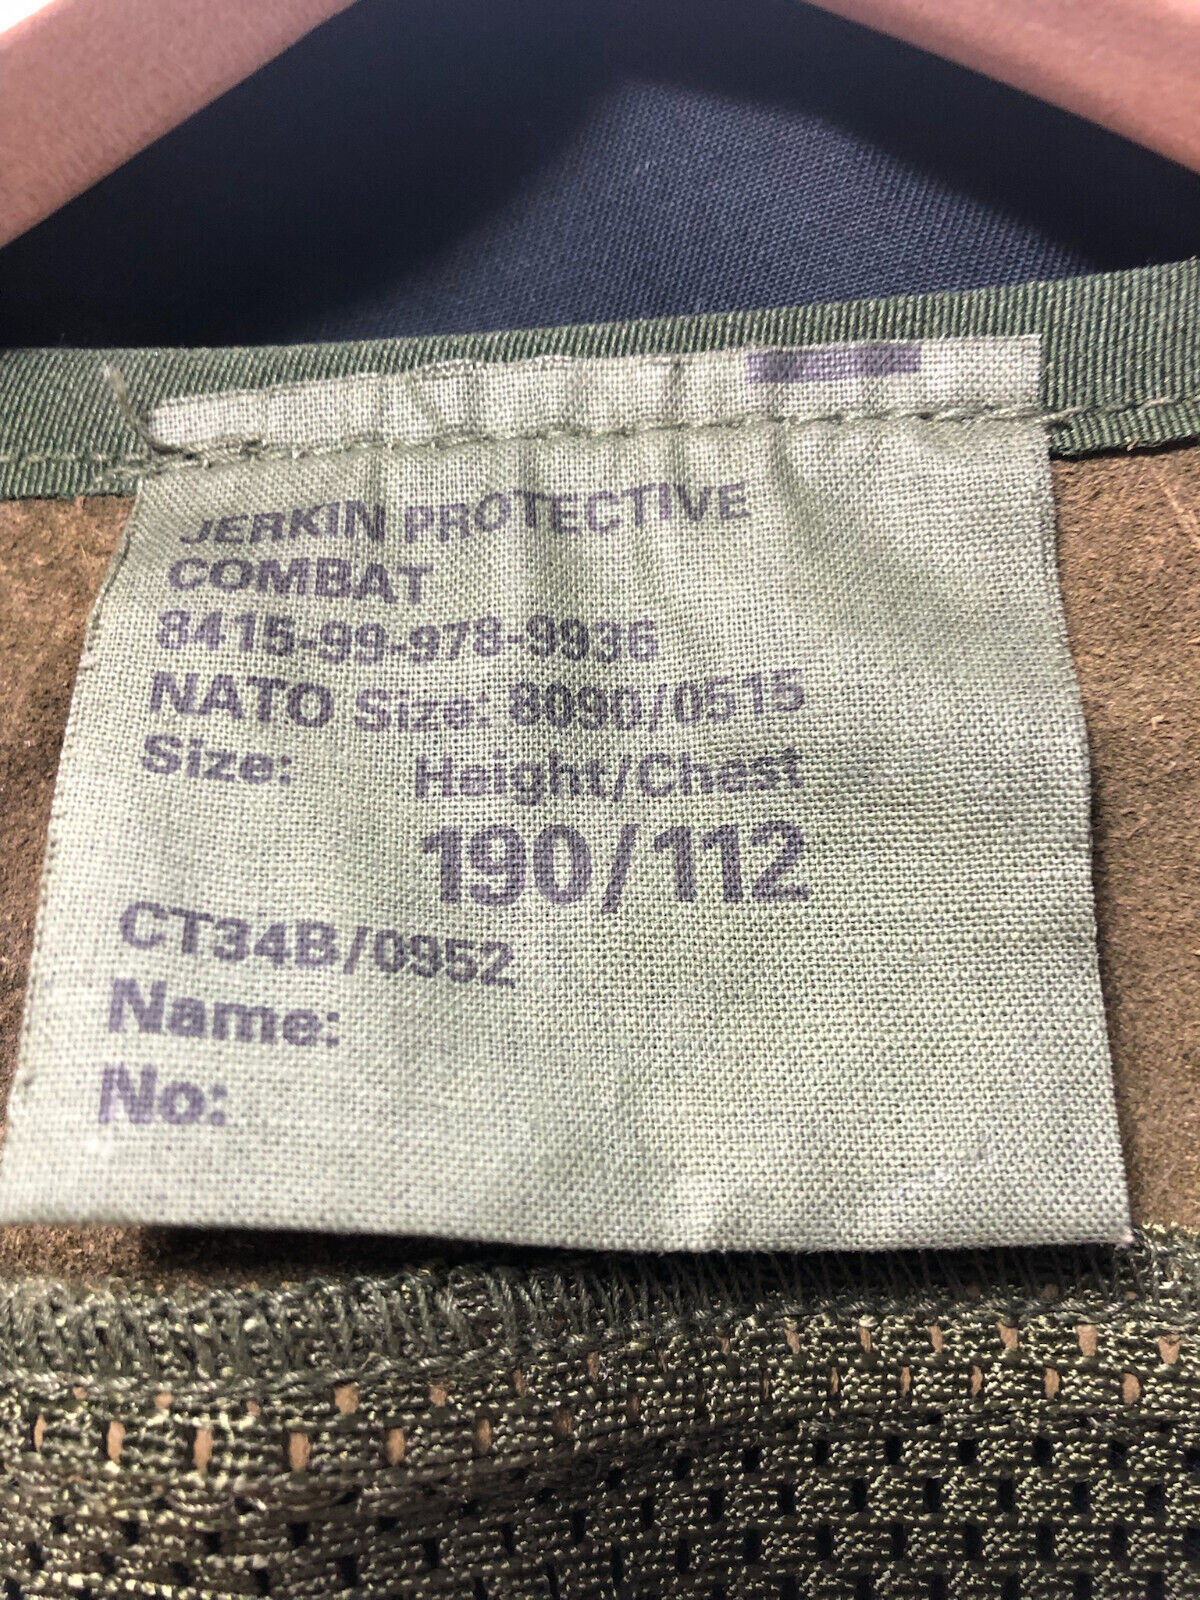 JERKIN PROTECTIVE
COMBAT
8415-99-978-9936
NATO Size: 8090/0515
Size: Height/Chest
190/112
CT34B/0952
Name:
No: